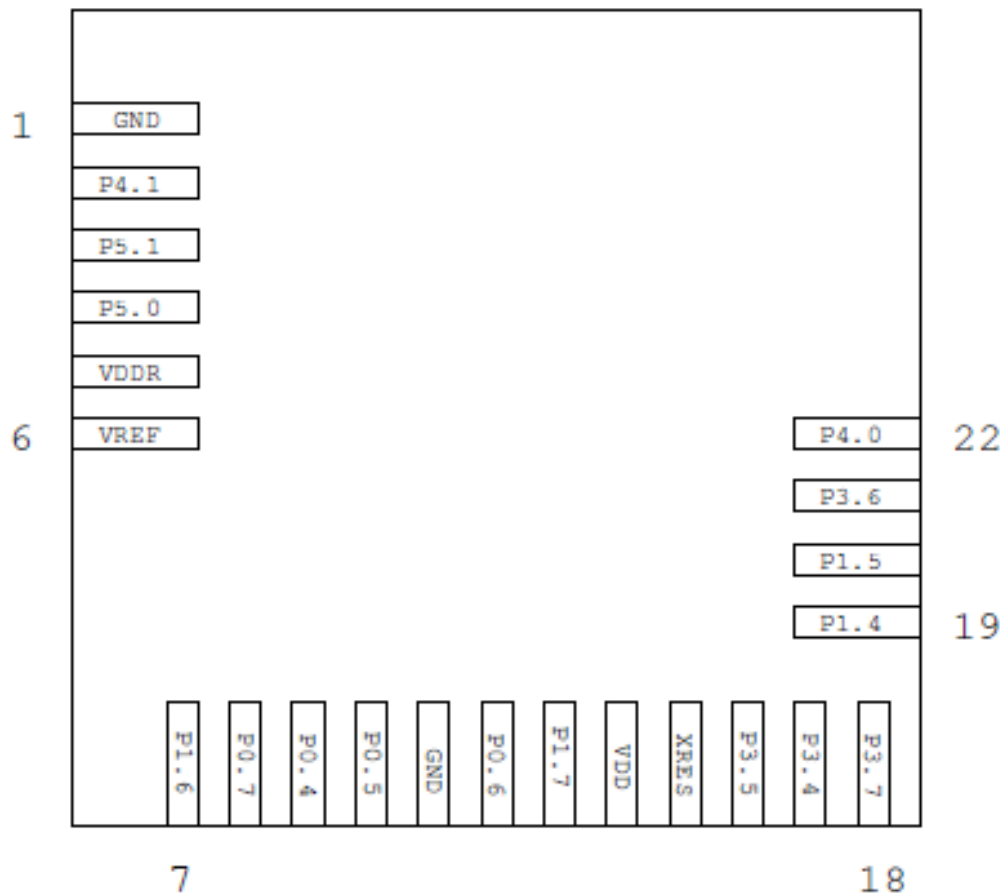 1 GND
P4.1
P5.1
P5.0
VDDR
6 VREF
P4.0 22
P3.6
P1.5
P1.4 19
P1.6 P0.7 P0.4 P0.5 GND P0.6 P1.7 VDD XRES P3.5 P3.4 P3.7
7 18